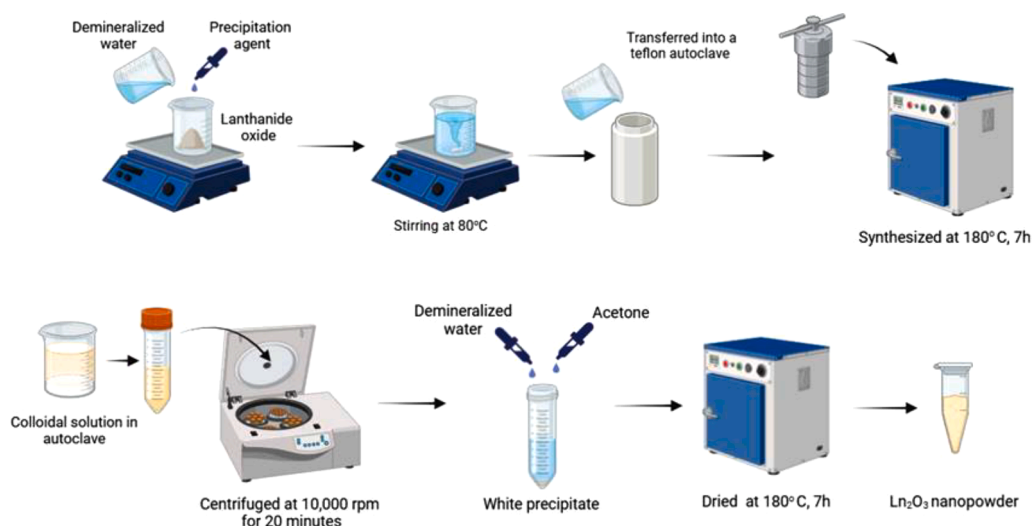 Demineralized
water
Precipitation
agent
Lanthanide
oxide
Stirring at 80°C
Transferred into a
teflon autoclave
Synthesized at 180°C, 7h
Colloidal solution in
autoclave
Centrifuged at 10,000 rpm
for 20 minutes
Demineralized
water
Acetone
White precipitate
Dried at 180°C, 7h
Ln₂O₃ nanopowder